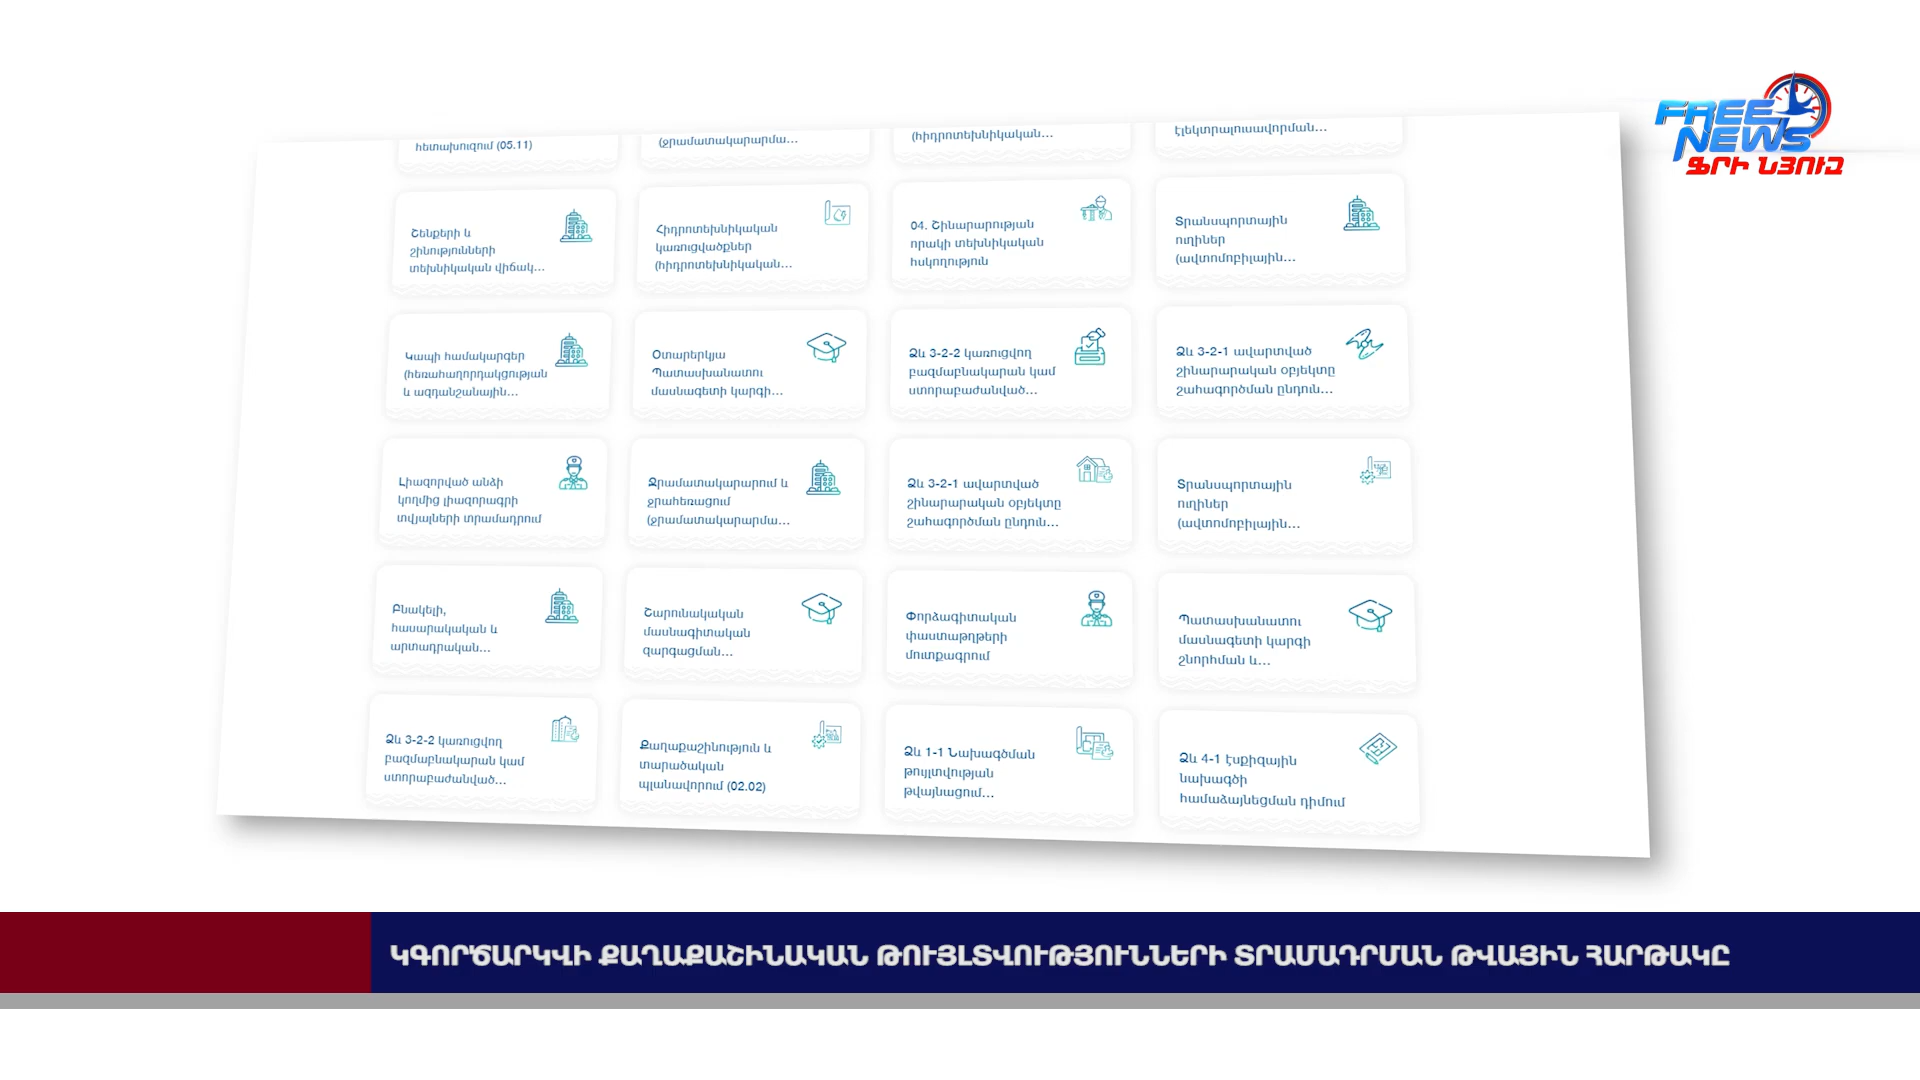 FREE
NEWS
ՖՐԻ ՆՅՈՒԶ
հետախուզում (05.11)
(ջրամատակարարմա...
(հիդրոտեխնիկական...
էլեկտրալուսավորման...
Շենքերի և
շինությունների
տեխնիկական վիճակ...
Հիդրոտեխնիկական
կառուցվածքներ
(հիդրոտեխնիկական...
04. Շինարարության
որակի տեխնիկական
հսկողություն
Տրանսպորտային
ուղիներ
(ավտոմոբիլային...
Կապի համակարգեր
(հեռահաղորդակցության
և ազդանշանային...
Օտարերկյա
Պատասխանատու
մասնագետի կարգի...
Ձև 3-2-2 կառուցվող
բազմաբնակարան կամ
ստորաբաժանված...
Ձև 3-2-1 ավարտված
շինարարական օբյեկտը
շահագործման ընդուն...
Լիազորված անձի
կողմից լիազորագրի
տվյալների տրամադրում
Ջրամատակարարում և
ջրահեռացում
(ջրամատակարարմա...
Ձև 3-2-1 ավարտված
շինարարական օբյեկտը
շահագործման ընդուն...
Տրանսպորտային
ուղիներ
(ավտոմոբիլային...
Բնակելի,
հասարակական և
արտադրական...
Շարունակական
մասնագիտական
զարգացման...
Փորձագիտական
փաստաթղթերի
մուտքագրում
Պատասխանատու
մասնագետի կարգի
շնորհման և...
Ձև 3-2-2 կառուցվող
բազմաբնակարան կամ
ստորաբաժանված...
Քաղաքաշինություն և
տարածական
պլանավորում (02.02)
Ձև 1-1 Նախագծման
թույլտվության
թվայնացում...
Ձև 4-1 էսքիզային
նախագծի
համաձայնեցման դիմում
ԿԳՈՐԾԱՐԿՎԻ ՔԱՂԱՔԱՇԻՆԱԿԱՆ ԹՈՒՅԼՏՎՈՒԹՅՈՒՆՆԵՐԻ ՏՐԱՄԱԴՐՄԱՆ ԹՎԱՅԻՆ ՀԱՐԹԱԿԸ